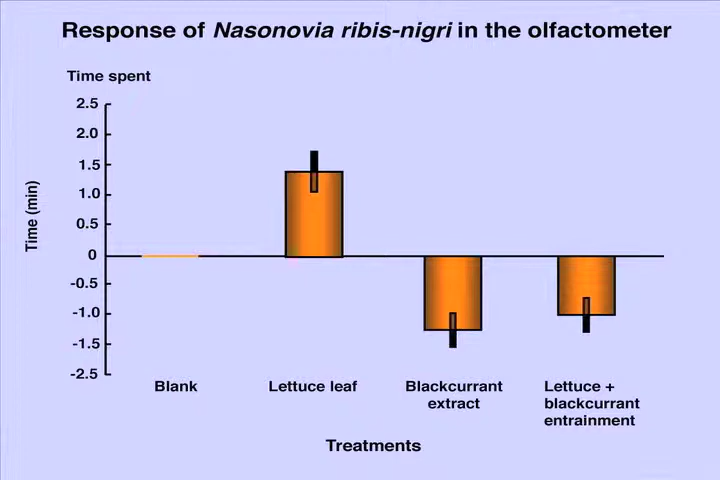 Response of Nasonovia ribis-nigri in the olfactometer
Time spent
2.5
2.0
1.5
1.0
0.5
0
-0.5
-1.0
-1.5
-2.5
Time (min)
Blank
Lettuce leaf
Blackcurrant
extract
Lettuce +
blackcurrant
entrainment
Treatments